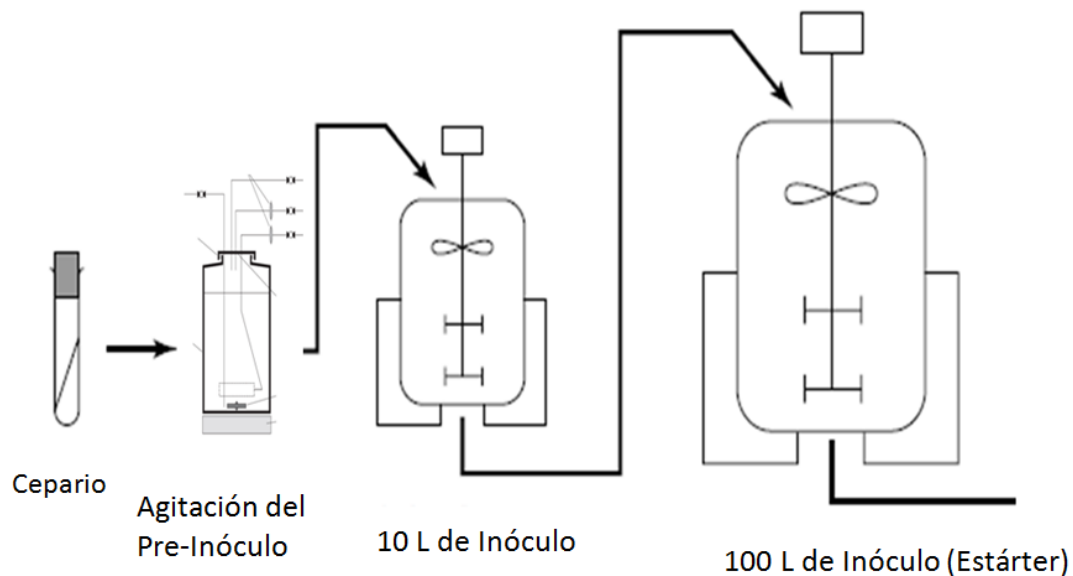 Cepario
Agitación del
Pre-Inóculo
10 L de Inóculo
100 L de Inóculo (Estárter)